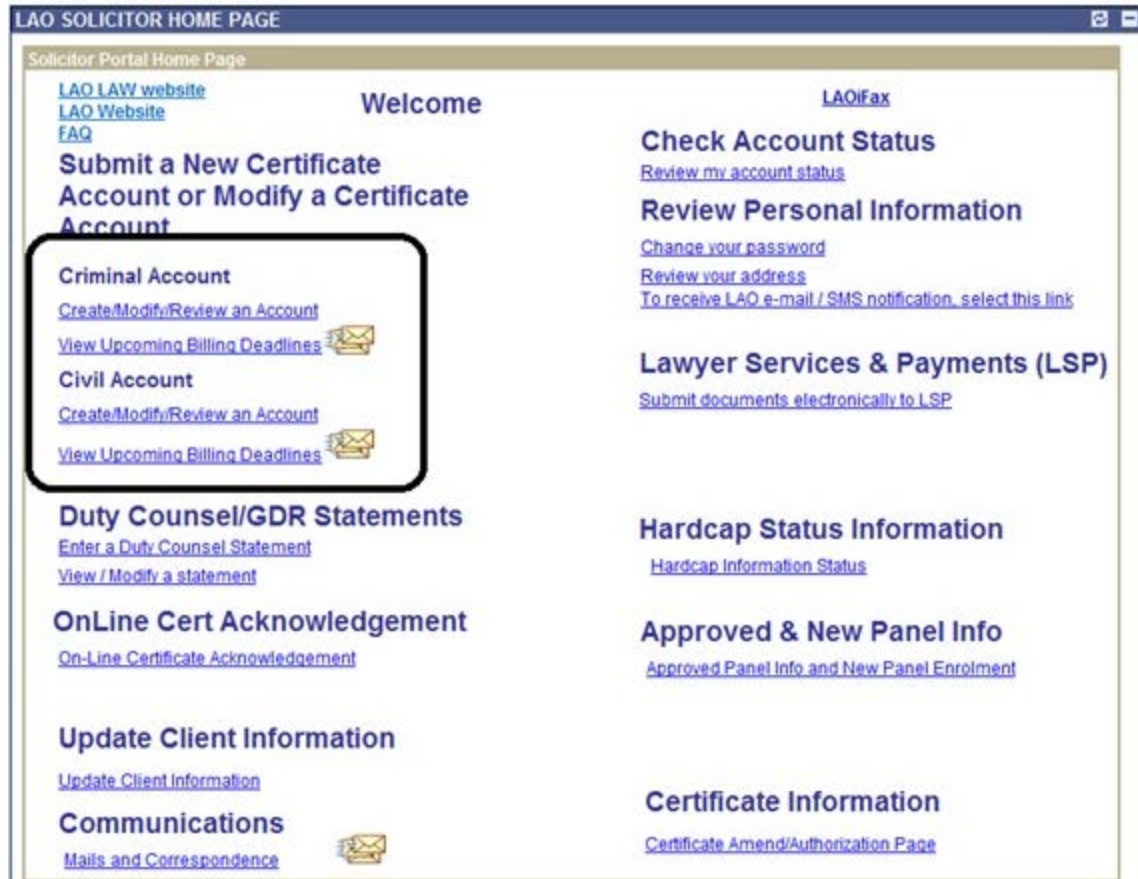 LAO SOLICITOR HOME PAGE
Solicitor Portal Home Page
LAO LAW website
LAO Website
FAQ
Welcome
Submit a New Certificate
Account or Modify a Certificate
Account
Criminal Account
Create/Modify/Review an Account
View Upcoming Billing Deadlines
Civil Account
Create/Modify/Review an Account
View Upcoming Billing Deadlines
Duty Counsel/GDR Statements
Enter a Duty Counsel Statement
View / Modify a statement
OnLine Cert Acknowledgement
On-Line Certificate Acknowledgement
Update Client Information
Update Client Information
Communications
Mails and Correspondence
LAOiFax
Check Account Status
Review my account status
Review Personal Information
Change your password
Review your address
To receive LAO e-mail / SMS notification, select this link
Lawyer Services & Payments (LSP)
Submit documents electronically to LSP
Hardcap Status Information
Hardcap Information Status
Approved & New Panel Info
Approved Panel Info and New Panel Enrolment
Certificate Information
Certificate Amend/Authorization Page